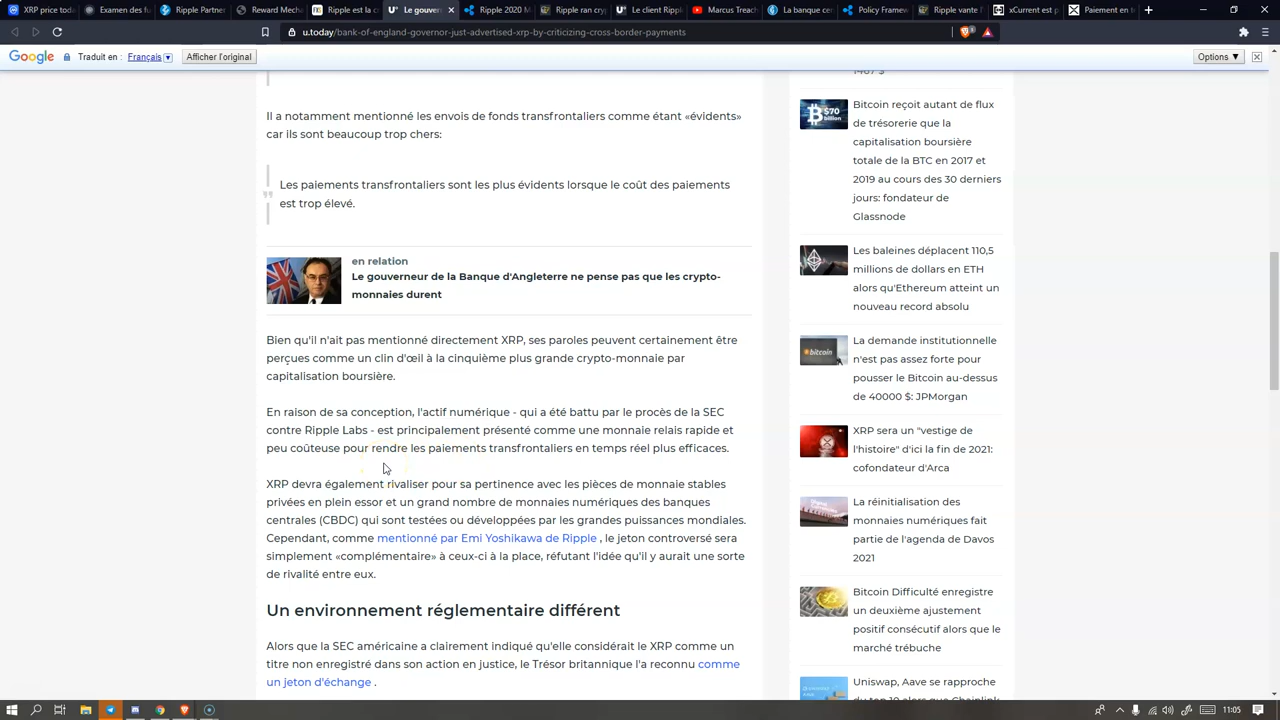 XRP price toda
Examen des fu
Ripple Partner
Reward Mecha
Ripple est la c
Le gouver
Ripple 2020 M
Ripple ran cry
Le client Ripp
Marcus Treach
La banque cen
Policy Framew
Ripple vante l
xCurrent est p
Paiement en t
u.today/bank-of-england-governor-just-advertised-xrp-by-criticizing-cross-border-payments
Google Traduit en : Français Afficher l'original Options ▼
Il a notamment mentionné les envois de fonds transfrontaliers comme étant «évidents»
car ils sont beaucoup trop chers:
Les paiements transfrontaliers sont les plus évidents lorsque le coût des paiements
est trop élevé.
en relation
Le gouverneur de la Banque d'Angleterre ne pense pas que les crypto-
monnaies durent
Bien qu'il n'ait pas mentionné directement XRP, ses paroles peuvent certainement être
perçues comme un clin d'œil à la cinquième plus grande crypto-monnaie par
capitalisation boursière.
En raison de sa conception, l'actif numérique - qui a été battu par le procès de la SEC
contre Ripple Labs - est principalement présenté comme une monnaie relais rapide et
peu coûteuse pour rendre les paiements transfrontaliers en temps réel plus efficaces.
XRP devra également rivaliser pour sa pertinence avec les pièces de monnaie stables
privées en plein essor et un grand nombre de monnaies numériques des banques
centrales (CBDC) qui sont testées ou développées par les grandes puissances mondiales.
Cependant, comme mentionné par Emi Yoshikawa de Ripple , le jeton controversé sera
simplement «complémentaire» à ceux-ci à la place, réfutant l'idée qu'il y aurait une sorte
de rivalité entre eux.
Un environnement réglementaire différent
Alors que la SEC américaine a clairement indiqué qu'elle considérait le XRP comme un
titre non enregistré dans son action en justice, le Trésor britannique l'a reconnu comme
un jeton d'échange .
$70
billion
Bitcoin reçoit autant de flux
de trésorerie que la
capitalisation boursière
totale de la BTC en 2017 et
2019 au cours des 30 derniers
jours: fondateur de
Glassnode
Les baleines déplacent 110,5
millions de dollars en ETH
alors qu'Ethereum atteint un
nouveau record absolu
bitcoin
La demande institutionnelle
n'est pas assez forte pour
pousser le Bitcoin au-dessus
de 40000 $: JPMorgan
XRP sera un "vestige de
l'histoire" d'ici la fin de 2021:
cofondateur d'Arca
La réinitialisation des
monnaies numériques fait
partie de l'agenda de Davos
2021
Bitcoin Difficulté enregistre
un deuxième ajustement
positif consécutif alors que le
marché trébuche
Uniswap, Aave se rapproche
11:05